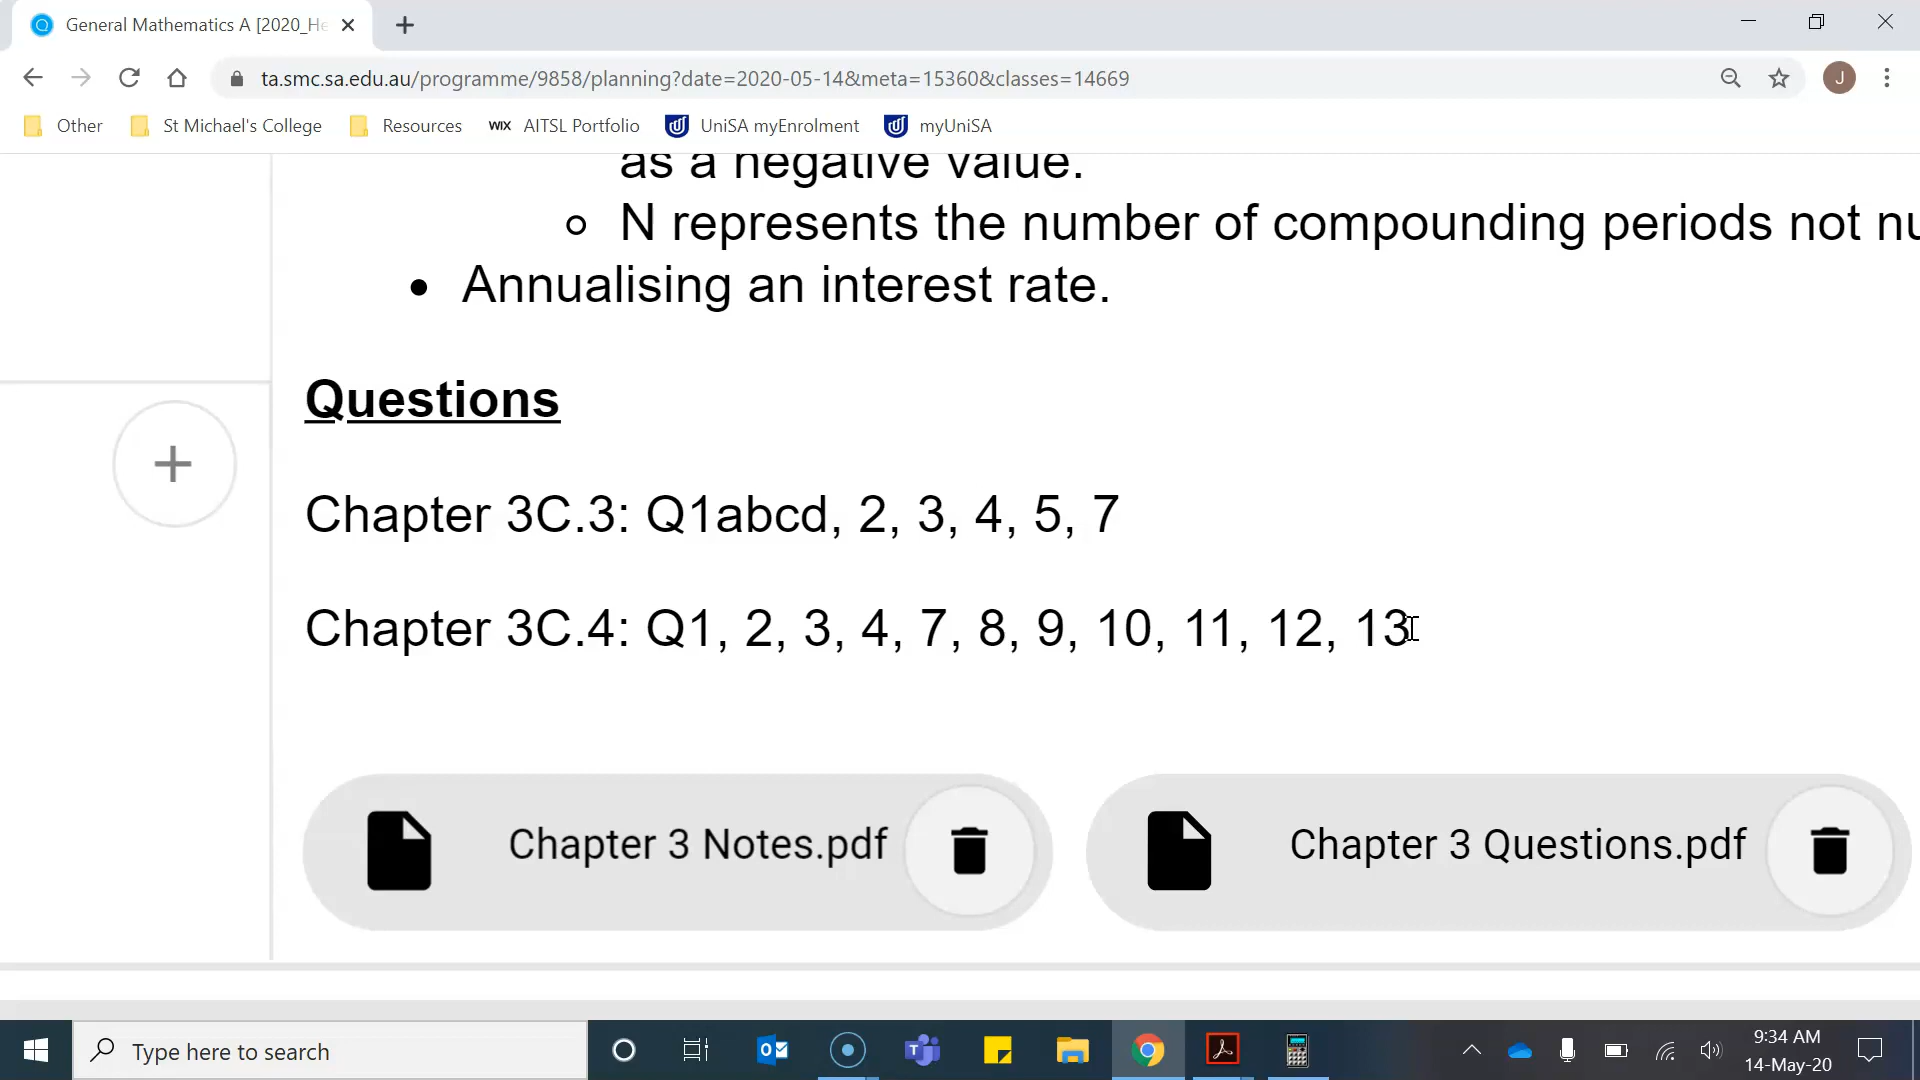 General Mathematics A [2020_He
ta.smc.sa.edu.au/programme/9858/planning?date=2020-05-14&meta=15360&classes=14669
J
Other
St Michael's College
Resources
WIX AITSL Portfolio
UniSA myEnrolment
myUniSA
as a negative value.
N represents the number of compounding periods not nu
Annualising an interest rate.
Questions
Chapter 3C.3: Q1abcd, 2, 3, 4, 5, 7
Chapter 3C.4: Q1, 2, 3, 4, 7, 8, 9, 10, 11, 12, 13
Chapter 3 Notes.pdf
Chapter 3 Questions.pdf
Type here to search
9:34 AM
14-May-20